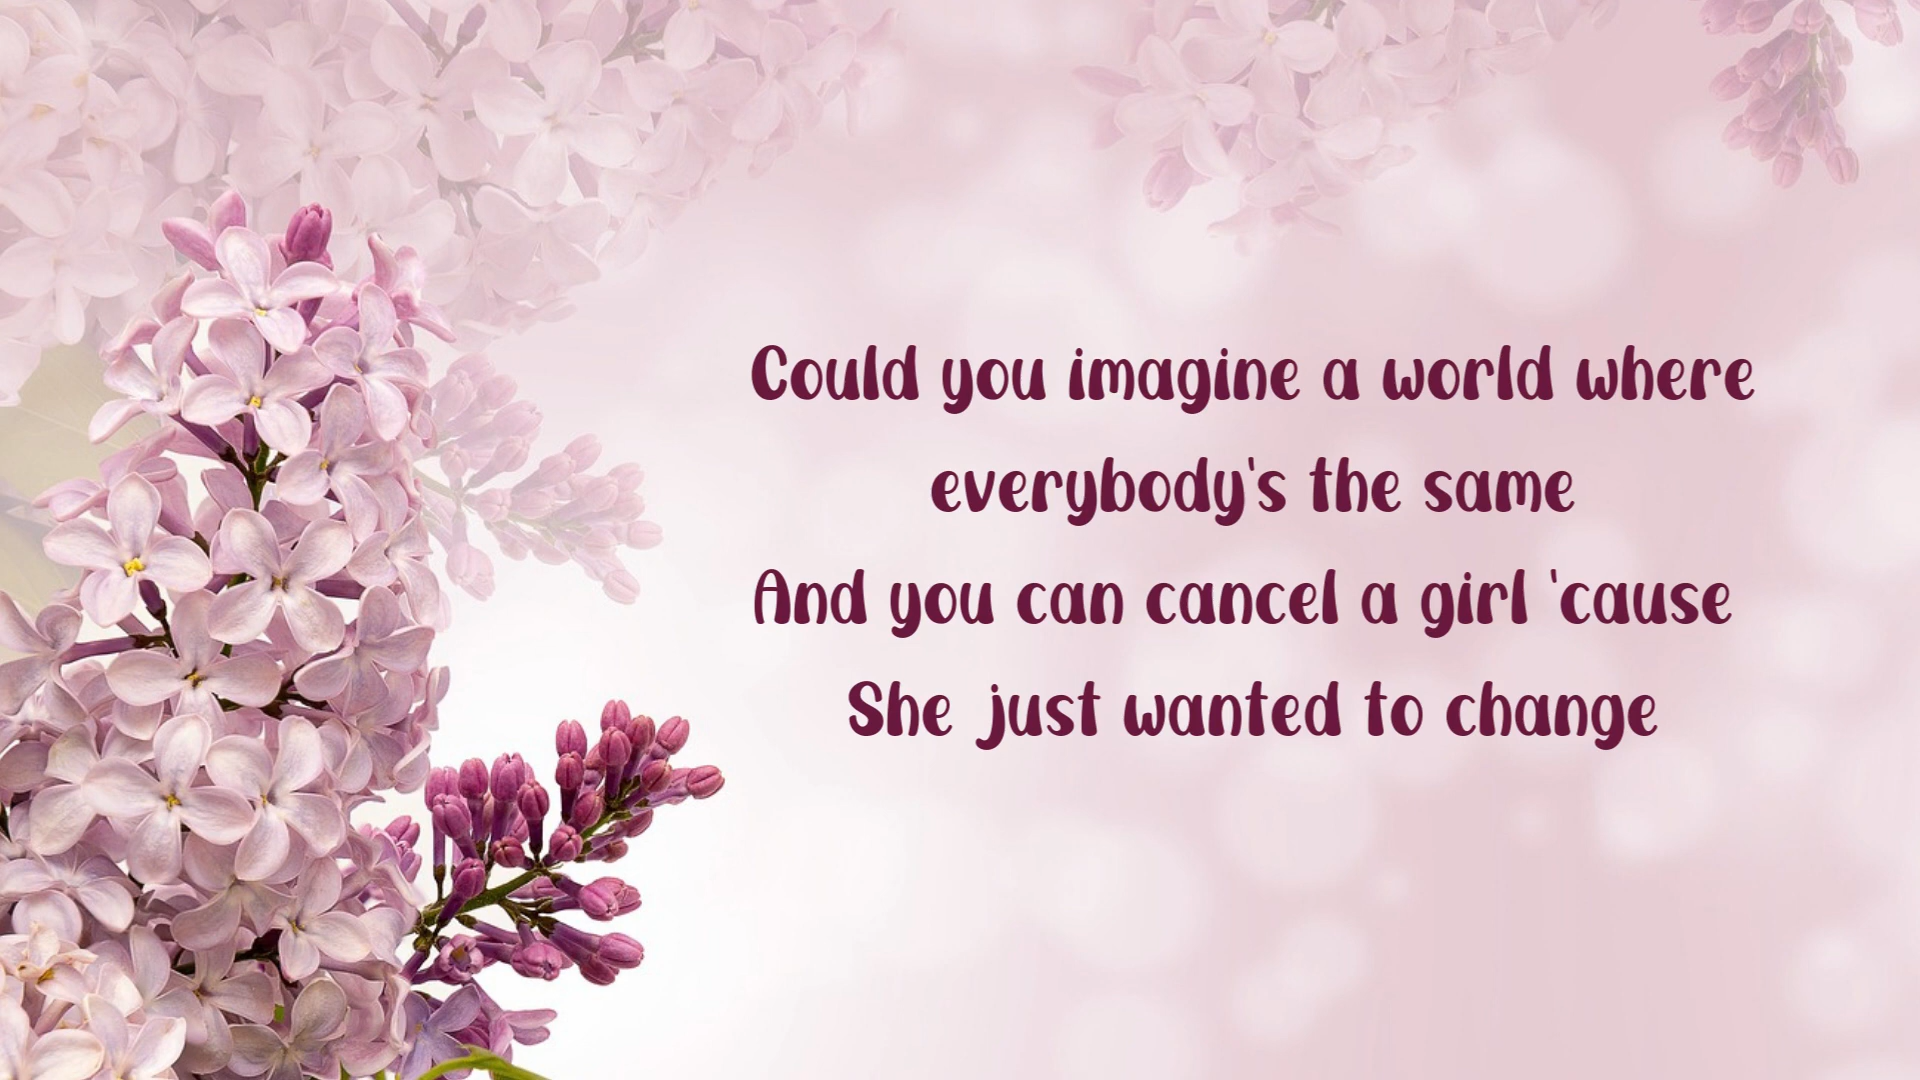 Could you imagine a world where
everybody's the same
And you can cancel a girl 'cause
She just wanted to change